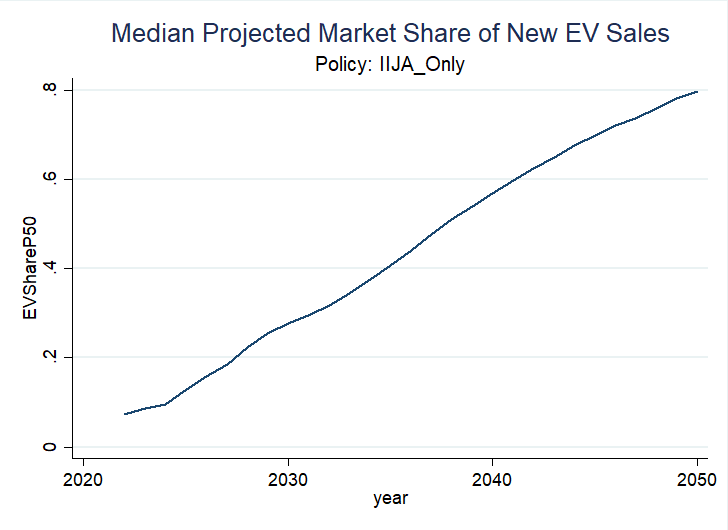 Median Projected Market Share of New EV Sales
Policy: IIJA_Only
EVShareP50
.8
.6
.4
.2
0
2020 2030 2040 2050
year